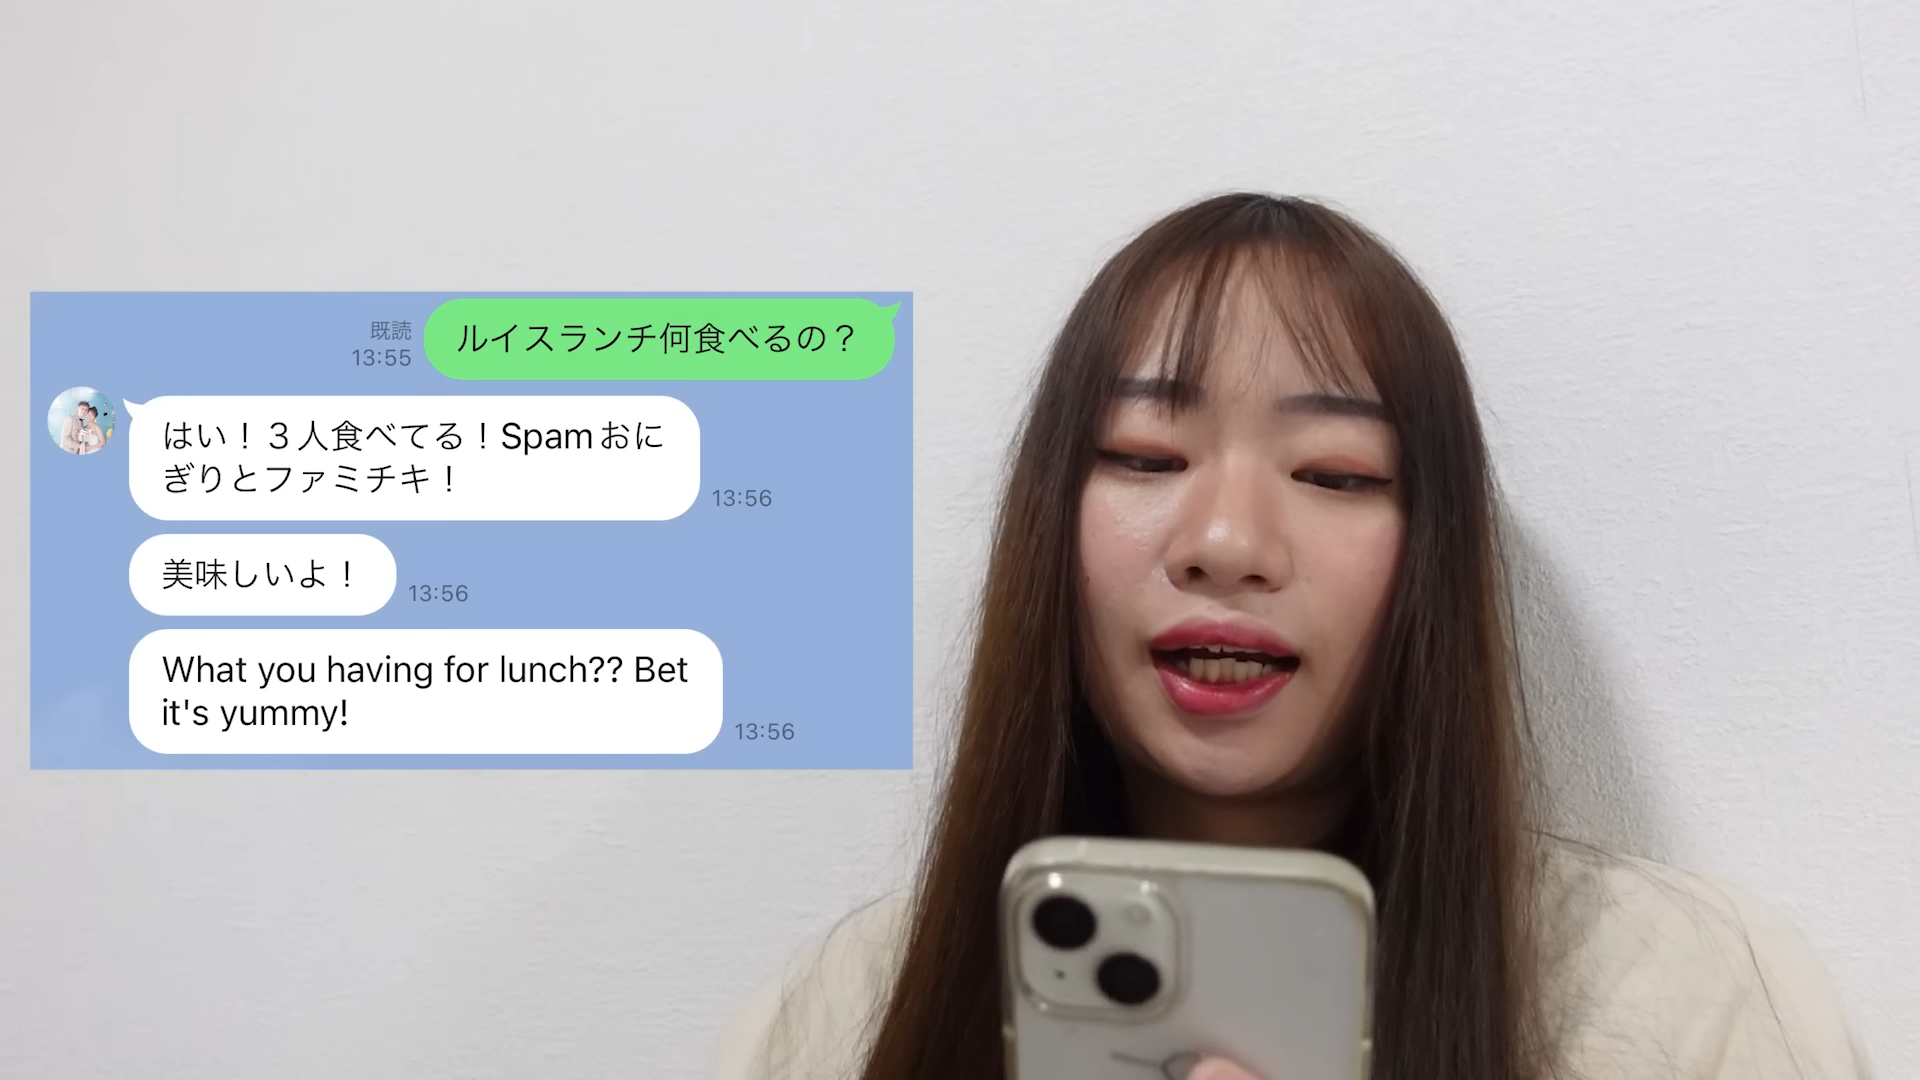 ルイスランチ何食べるの？
既読
13:55
はい！３人食べてる！Spamおに
ぎりとファミチキ！
13:56
美味しいよ！
13:56
What you having for lunch?? Bet
it's yummy!
13:56